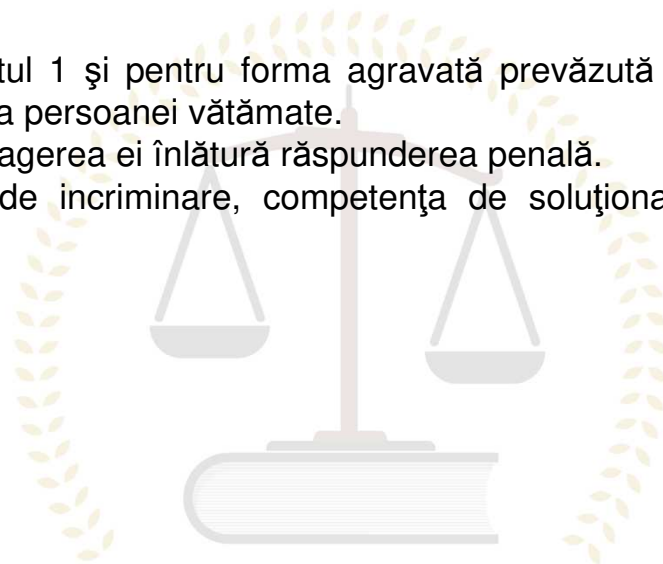 tul 1 şi pentru forma agravată prevăzută
a persoanei vătămate.
agerea ei înlătură răspunderea penală.
de incriminare, competenţa de soluţiona